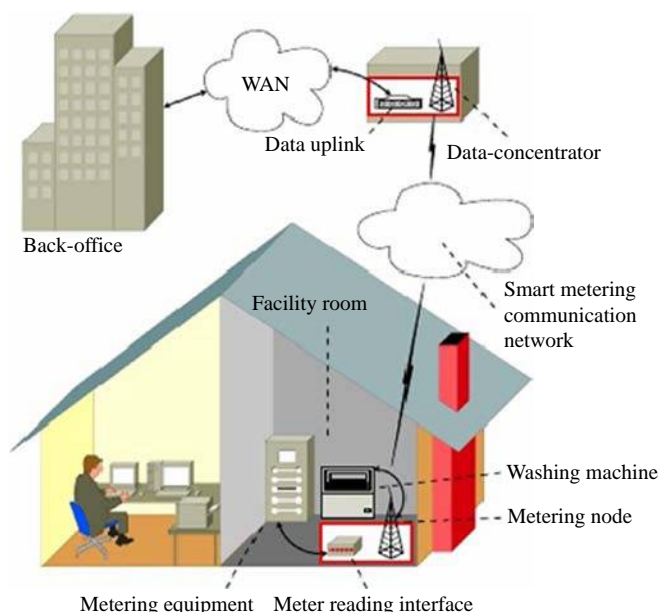 WAN
Data uplink
Data-concentrator
Back-office
Smart metering
communication
network
Facility room
Washing machine
Metering node
Metering equipment
Meter reading interface